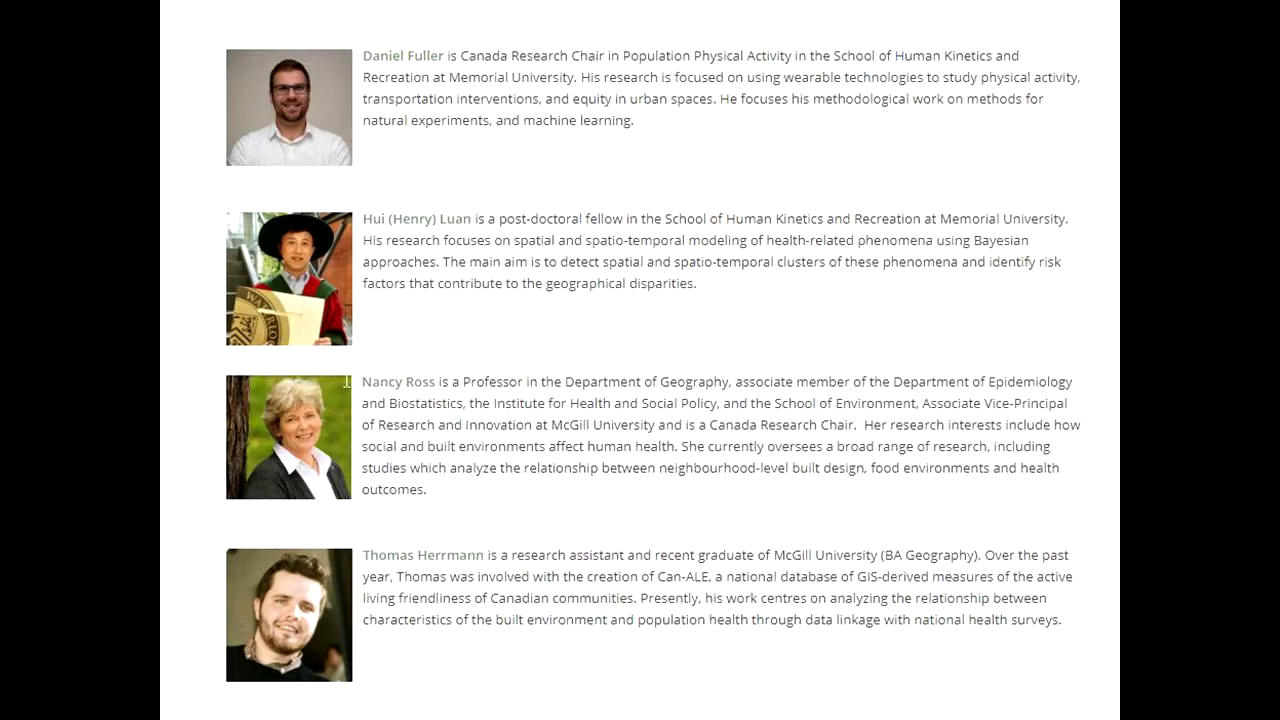 Daniel Fuller is Canada Research Chair in Population Physical Activity in the School of Human Kinetics and
Recreation at Memorial University. His research is focused on using wearable technologies to study physical activity,
transportation interventions, and equity in urban spaces. He focuses his methodological work on methods for
natural experiments, and machine learning.
Hui (Henry) Luan is a post-doctoral fellow in the School of Human Kinetics and Recreation at Memorial University.
His research focuses on spatial and spatio-temporal modeling of health-related phenomena using Bayesian
approaches. The main aim is to detect spatial and spatio-temporal clusters of these phenomena and identify risk
factors that contribute to the geographical disparities.
Nancy Ross is a Professor in the Department of Geography, associate member of the Department of Epidemiology
and Biostatistics, the Institute for Health and Social Policy, and the School of Environment, Associate Vice-Principal
of Research and Innovation at McGill University and is a Canada Research Chair.  Her research interests include how
social and built environments affect human health. She currently oversees a broad range of research, including
studies which analyze the relationship between neighbourhood-level built design, food environments and health
outcomes.
Thomas Herrmann is a research assistant and recent graduate of McGill University (BA Geography). Over the past
year, Thomas was involved with the creation of Can-ALE, a national database of GIS-derived measures of the active
living friendliness of Canadian communities. Presently, his work centres on analyzing the relationship between
characteristics of the built environment and population health through data linkage with national health surveys.